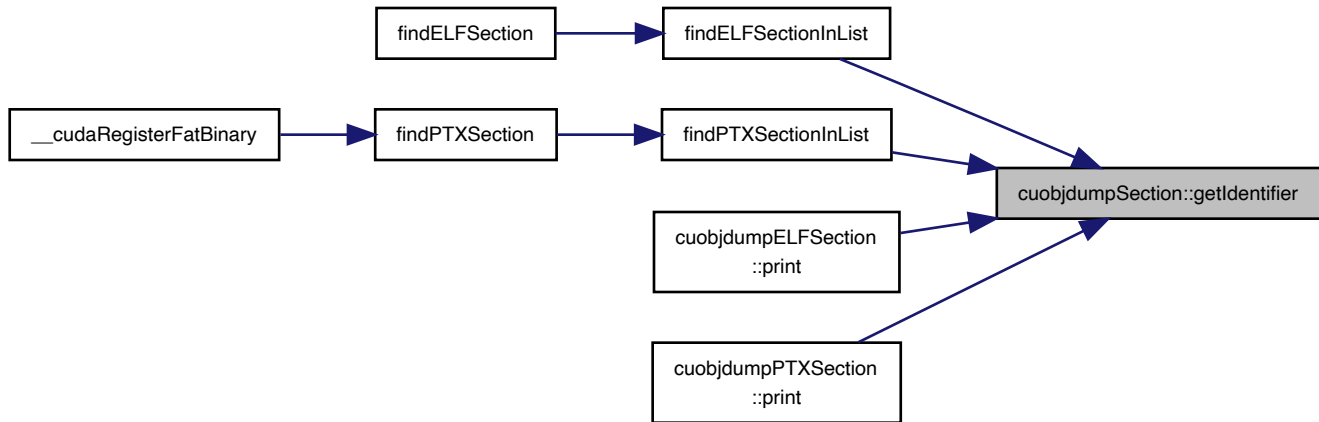 findELFSection
findELFSectionInList
__cudaRegisterFatBinary
findPTXSection
findPTXSectionInList
cuobjdumpSection::getIdentifier
cuobjdumpELFSection
::print
cuobjdumpPTXSection
::print